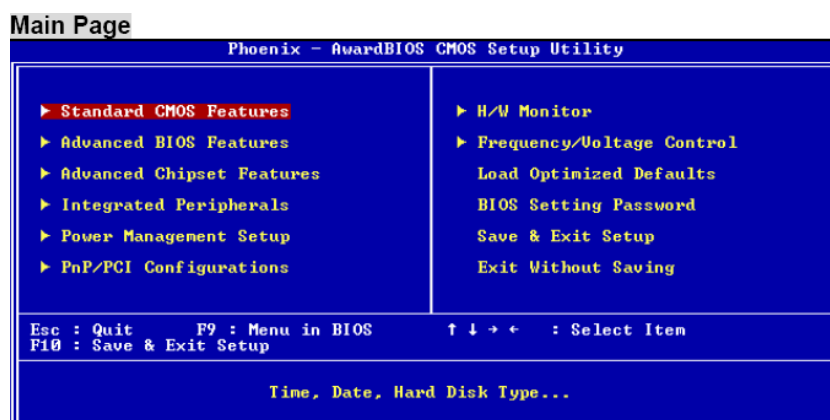 Main Page
Phoenix - AwardBIOS CMOS Setup Utility
▶ Standard CMOS Features
▶ Advanced BIOS Features
▶ Advanced Chipset Features
▶ Integrated Peripherals
▶ Power Management Setup
▶ PnP/PCI Configurations
▶ H/W Monitor
▶ Frequency/Voltage Control
Load Optimized Defaults
BIOS Setting Password
Save & Exit Setup
Exit Without Saving
Esc : Quit F9 : Menu in BIOS ↑ ↓ → ← : Select Item
F10 : Save & Exit Setup
Time, Date, Hard Disk Type...